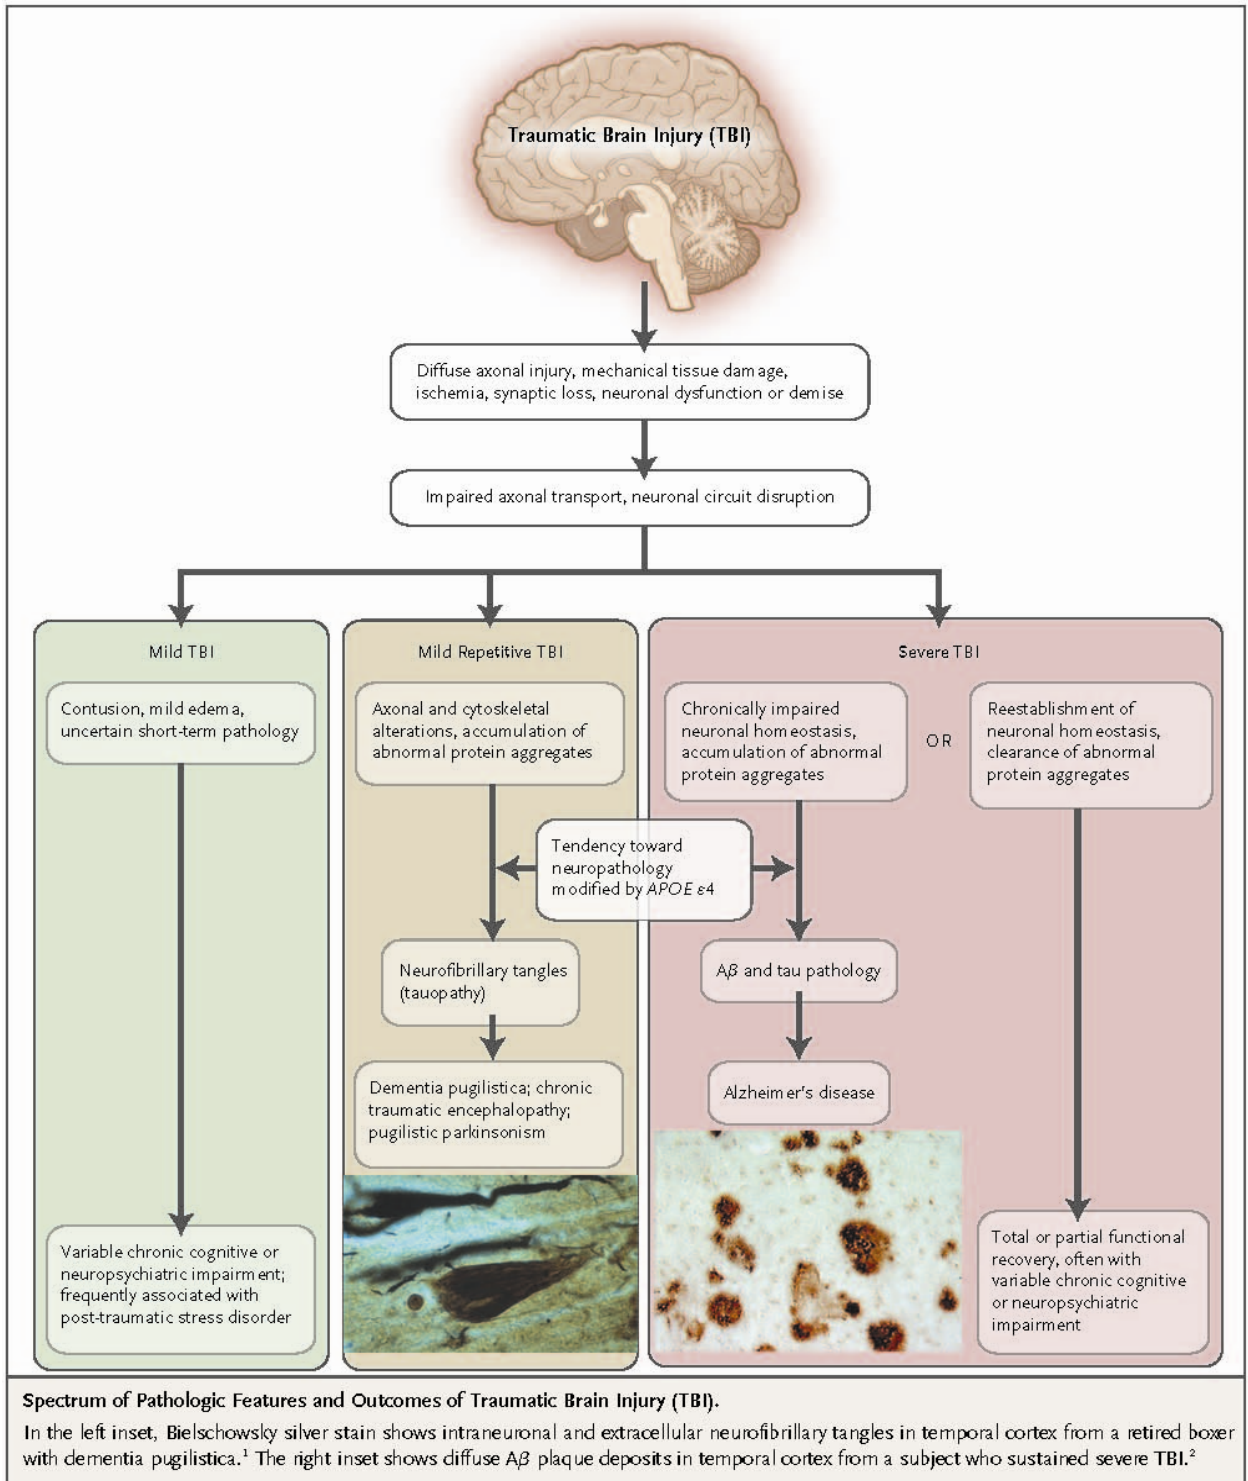 Traumatic Brain Injury (TBI)
Diffuse axonal injury, mechanical tissue damage,
ischemia, synaptic loss, neuronal dysfunction or demise
Impaired axonal transport, neuronal circuit disruption
Mild TBI
Contusion, mild edema,
uncertain short-term pathology
Variable chronic cognitive or
neuropsychiatric impairment;
frequently associated with
post-traumatic stress disorder
Mild Repetitive TBI
Axonal and cytoskeletal
alterations, accumulation of
abnormal protein aggregates
Tendency toward
neuropathology
modified by APOE ε4
Neurofibrillary tangles
(tauopathy)
Dementia pugilistica; chronic
traumatic encephalopathy;
pugilistic parkinsonism
Severe TBI
Chronically impaired
neuronal homeostasis,
accumulation of abnormal
protein aggregates
OR
Reestablishment of
neuronal homeostasis,
clearance of abnormal
protein aggregates
Aβ and tau pathology
Alzheimer's disease
Total or partial functional
recovery, often with
variable chronic cognitive
or neuropsychiatric
impairment
Spectrum of Pathologic Features and Outcomes of Traumatic Brain Injury (TBI).
In the left inset, Bielschowsky silver stain shows intraneuronal and extracellular neurofibrillary tangles in temporal cortex from a retired boxer
with dementia pugilistica.¹ The right inset shows diffuse Aβ plaque deposits in temporal cortex from a subject who sustained severe TBI.²